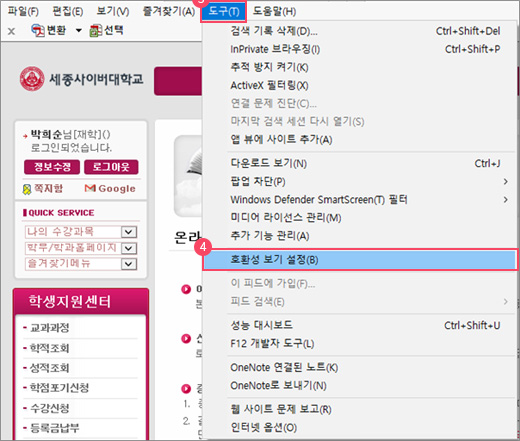 파일(F) 편집(E) 보기(V) 즐겨찾기(A) 도구(T) 도움말(H)
x 변환 선택
세종사이버대학교
박희순님[재학]()
로그인되었습니다.
정보수정 로그아웃
쪽지함 Google
QUICK SERVICE
나의 수강과목
학부/학과홈페이지
즐겨찾기메뉴
학생지원센터
교과과정
학적조회
성적조회
학점포기신청
수강신청
등록금납부
온라
1.
2.
검색 기록 삭제(D)... Ctrl+Shift+Del
InPrivate 브라우징(I) Ctrl+Shift+P
추적 방지 켜기(K)
ActiveX 필터링(X)
연결 문제 진단(C)...
마지막 검색 세션 다시 열기(S)
앱 뷰에 사이트 추가(A)
다운로드 보기(N) Ctrl+J
팝업 차단(P)
Windows Defender SmartScreen(T) 필터
미디어 라이선스 관리(M)
추가 기능 관리(A)
4
호환성 보기 설정(B)
이 피드에 가입(F)...
피드 검색(E)
성능 대시보드 Ctrl+Shift+U
F12 개발자 도구(L)
OneNote 연결된 노트(K)
OneNote로 보내기(N)
웹 사이트 문제 보고(R)
인터넷 옵션(O)